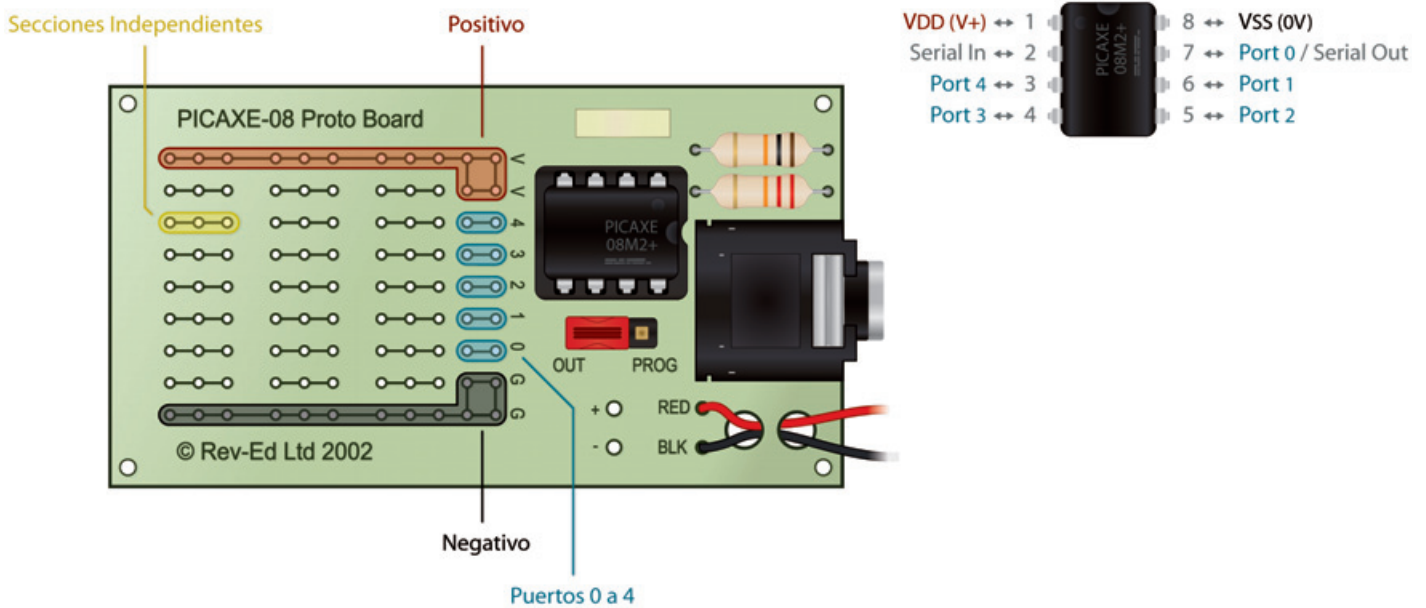 Secciones Independientes
Positivo
PICAXE-08 Proto Board
V
V
4
3
2
1
0
G
G
PICAXE
08M2+
OUT PROG
+ RED
- BLK
© Rev-Ed Ltd 2002
Negativo
Puertos 0 a 4
VDD (V+) ↔ 1
Serial In ↔ 2
Port 4 ↔ 3
Port 3 ↔ 4
PICAXE
08M2+
8 ↔ VSS (0V)
7 ↔ Port 0 / Serial Out
6 ↔ Port 1
5 ↔ Port 2